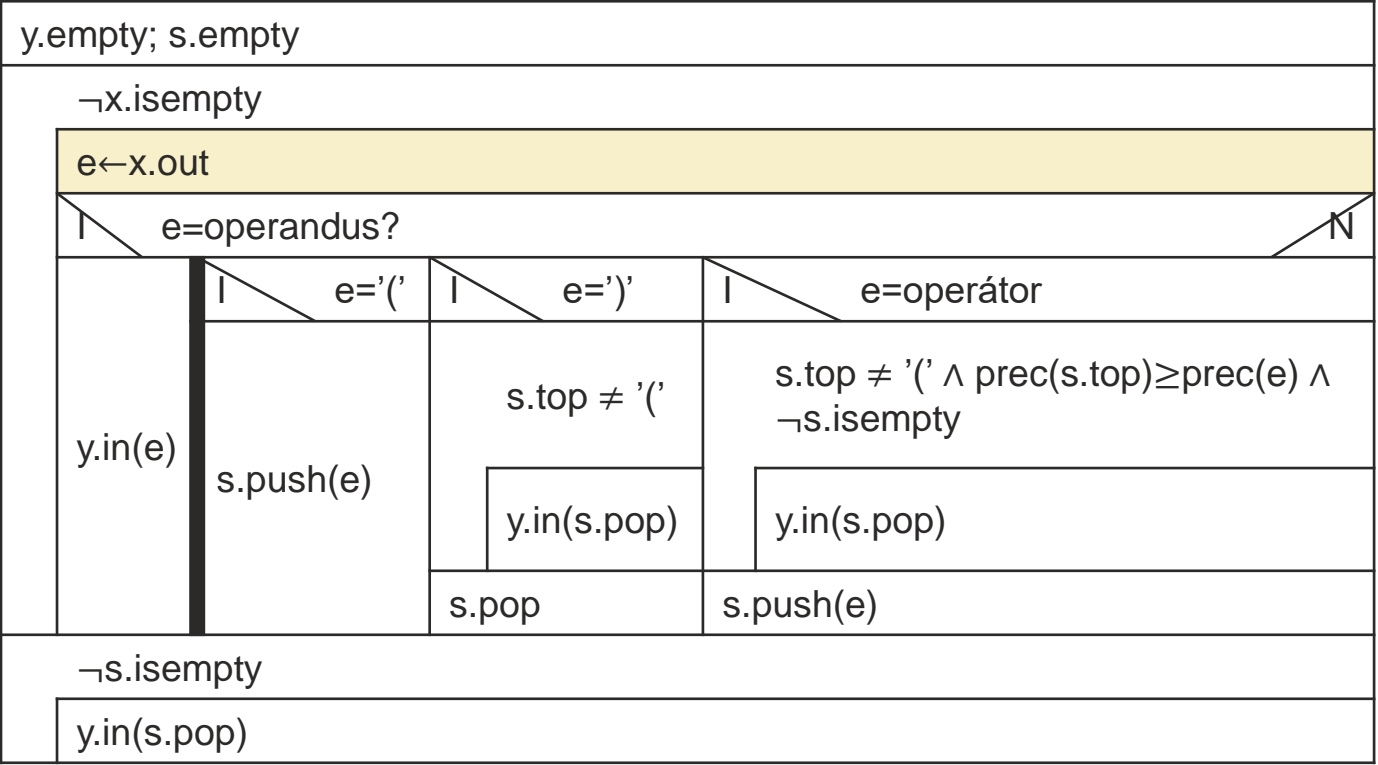 y.empty; s.empty
¬x.isempty
e←x.out
I e=operandus? N
I e=’(’ I e=’)’ I e=operátor
s.top ≠ ’(’ ∧ prec(s.top)≥prec(e) ∧
s.top ≠ ’(’
¬s.isempty
y.in(e)
s.push(e)
y.in(s.pop) y.in(s.pop)
s.pop s.push(e)
¬s.isempty
y.in(s.pop)